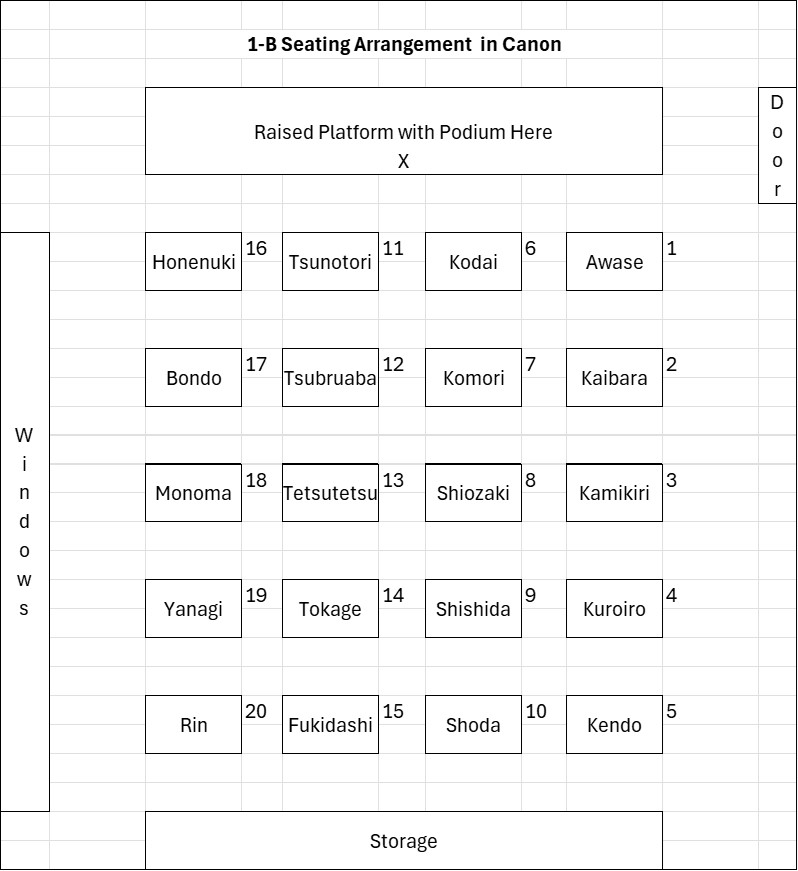 1-B Seating Arrangement  in Canon
Raised Platform with Podium Here
X
D
o
o
r
Honenuki 16 Tsunotori 11 Kodai 6 Awase 1
Bondo 17 Tsubruaba 12 Komori 7 Kaibara 2
W
i
n
d
o
w
s
Monoma 18 Tetsutetsu 13 Shiozaki 8 Kamikiri 3
Yanagi 19 Tokage 14 Shishida 9 Kuroiro 4
Rin 20 Fukidashi 15 Shoda 10 Kendo 5
Storage